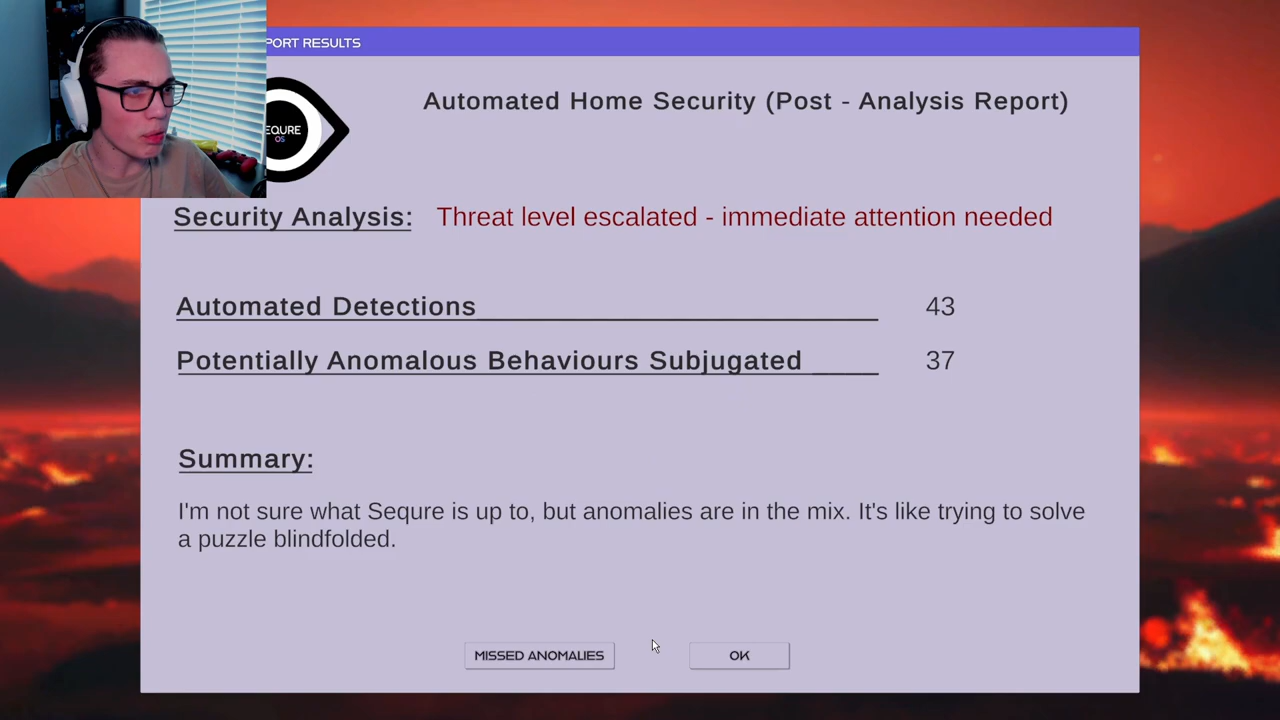 PORT RESULTS
EQURE
OS
Automated Home Security (Post - Analysis Report)
Security Analysis: Threat level escalated - immediate attention needed
Automated Detections 43
Potentially Anomalous Behaviours Subjugated 37
Summary:
I'm not sure what Sequre is up to, but anomalies are in the mix. It's like trying to solve
a puzzle blindfolded.
MISSED ANOMALIES
OK